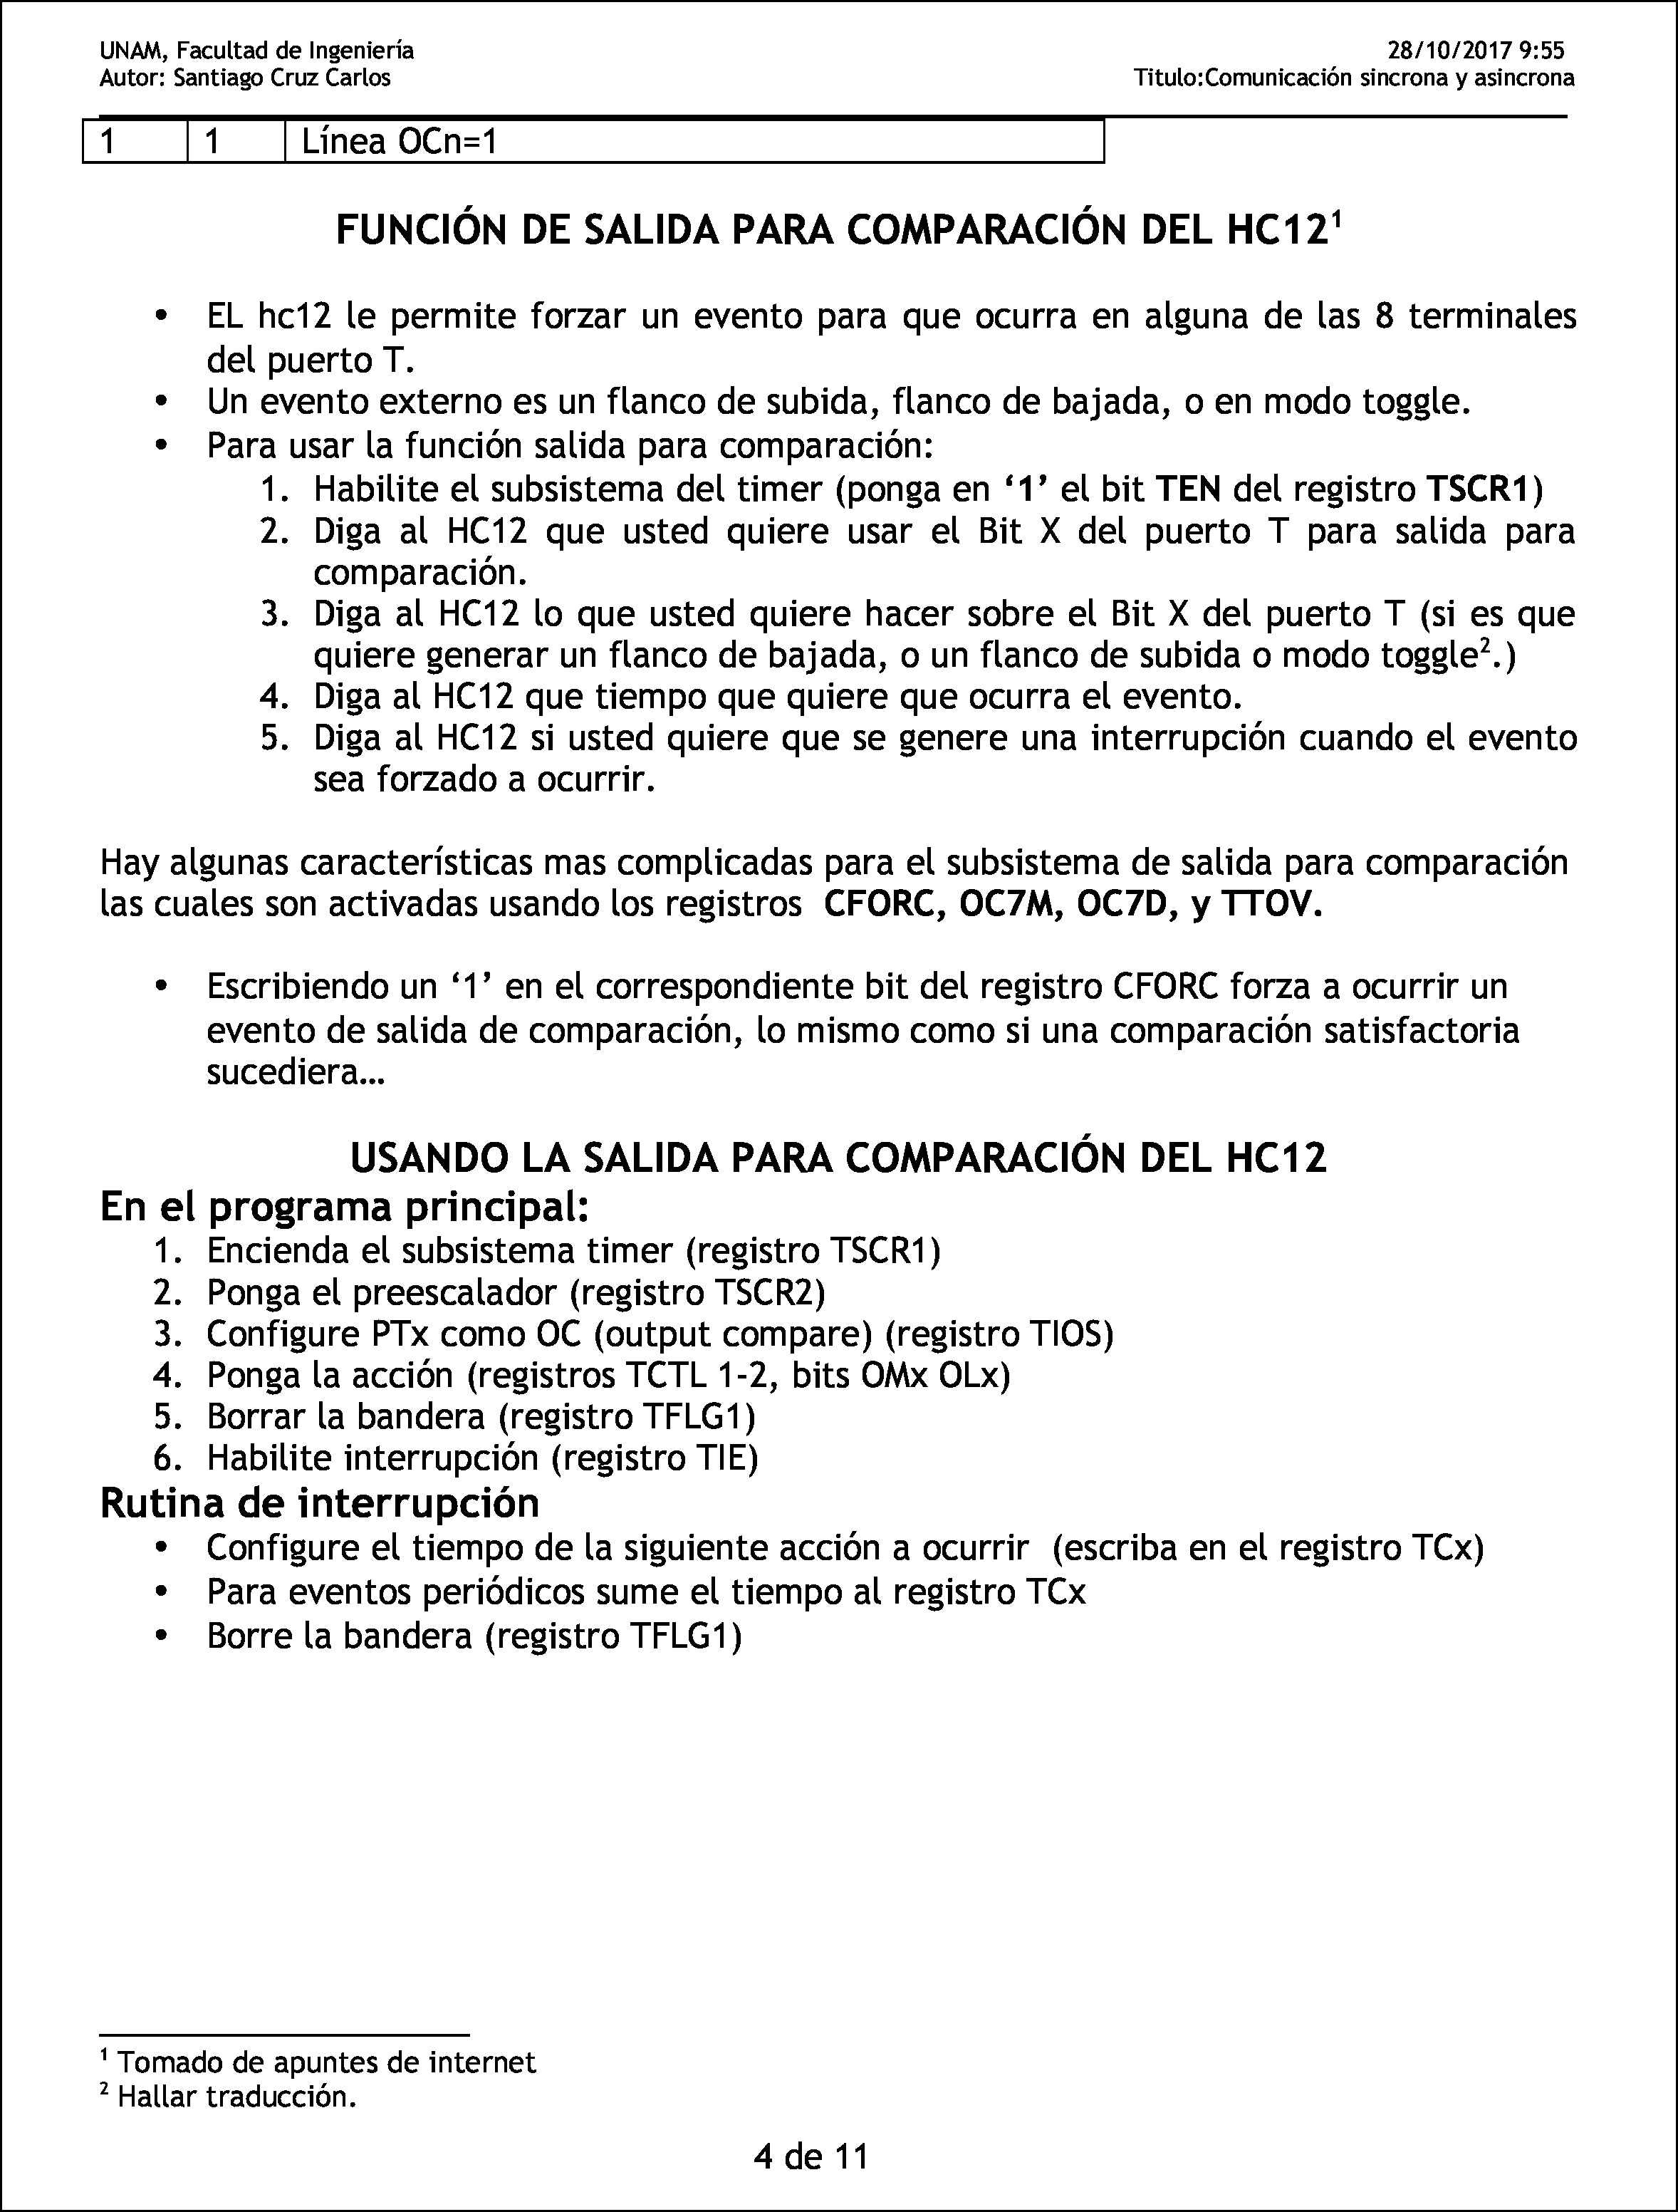 UNAM, Facultad de Ingeniería 28/10/2017 9:55
Autor: Santiago Cruz Carlos Titulo:Comunicación sincrona y asincrona
1 1 Línea OCn=1
FUNCIÓN DE SALIDA PARA COMPARACIÓN DEL HC12¹
• EL hc12 le permite forzar un evento para que ocurra en alguna de las 8 terminales
del puerto T.
• Un evento externo es un flanco de subida, flanco de bajada, o en modo toggle.
• Para usar la función salida para comparación:
1. Habilite el subsistema del timer (ponga en ‘1’ el bit TEN del registro TSCR1)
2. Diga al HC12 que usted quiere usar el Bit X del puerto T para salida para
comparación.
3. Diga al HC12 lo que usted quiere hacer sobre el Bit X del puerto T (si es que
quiere generar un flanco de bajada, o un flanco de subida o modo toggle².)
4. Diga al HC12 que tiempo que quiere que ocurra el evento.
5. Diga al HC12 si usted quiere que se genere una interrupción cuando el evento
sea forzado a ocurrir.
Hay algunas características mas complicadas para el subsistema de salida para comparación
las cuales son activadas usando los registros CFORC, OC7M, OC7D, y TTOV.
• Escribiendo un ‘1’ en el correspondiente bit del registro CFORC forza a ocurrir un
evento de salida de comparación, lo mismo como si una comparación satisfactoria
sucediera…
USANDO LA SALIDA PARA COMPARACIÓN DEL HC12
En el programa principal:
1. Encienda el subsistema timer (registro TSCR1)
2. Ponga el preescalador (registro TSCR2)
3. Configure PTx como OC (output compare) (registro TIOS)
4. Ponga la acción (registros TCTL 1-2, bits OMx OLx)
5. Borrar la bandera (registro TFLG1)
6. Habilite interrupción (registro TIE)
Rutina de interrupción
• Configure el tiempo de la siguiente acción a ocurrir (escriba en el registro TCx)
• Para eventos periódicos sume el tiempo al registro TCx
• Borre la bandera (registro TFLG1)
¹ Tomado de apuntes de internet
² Hallar traducción.
4 de 11